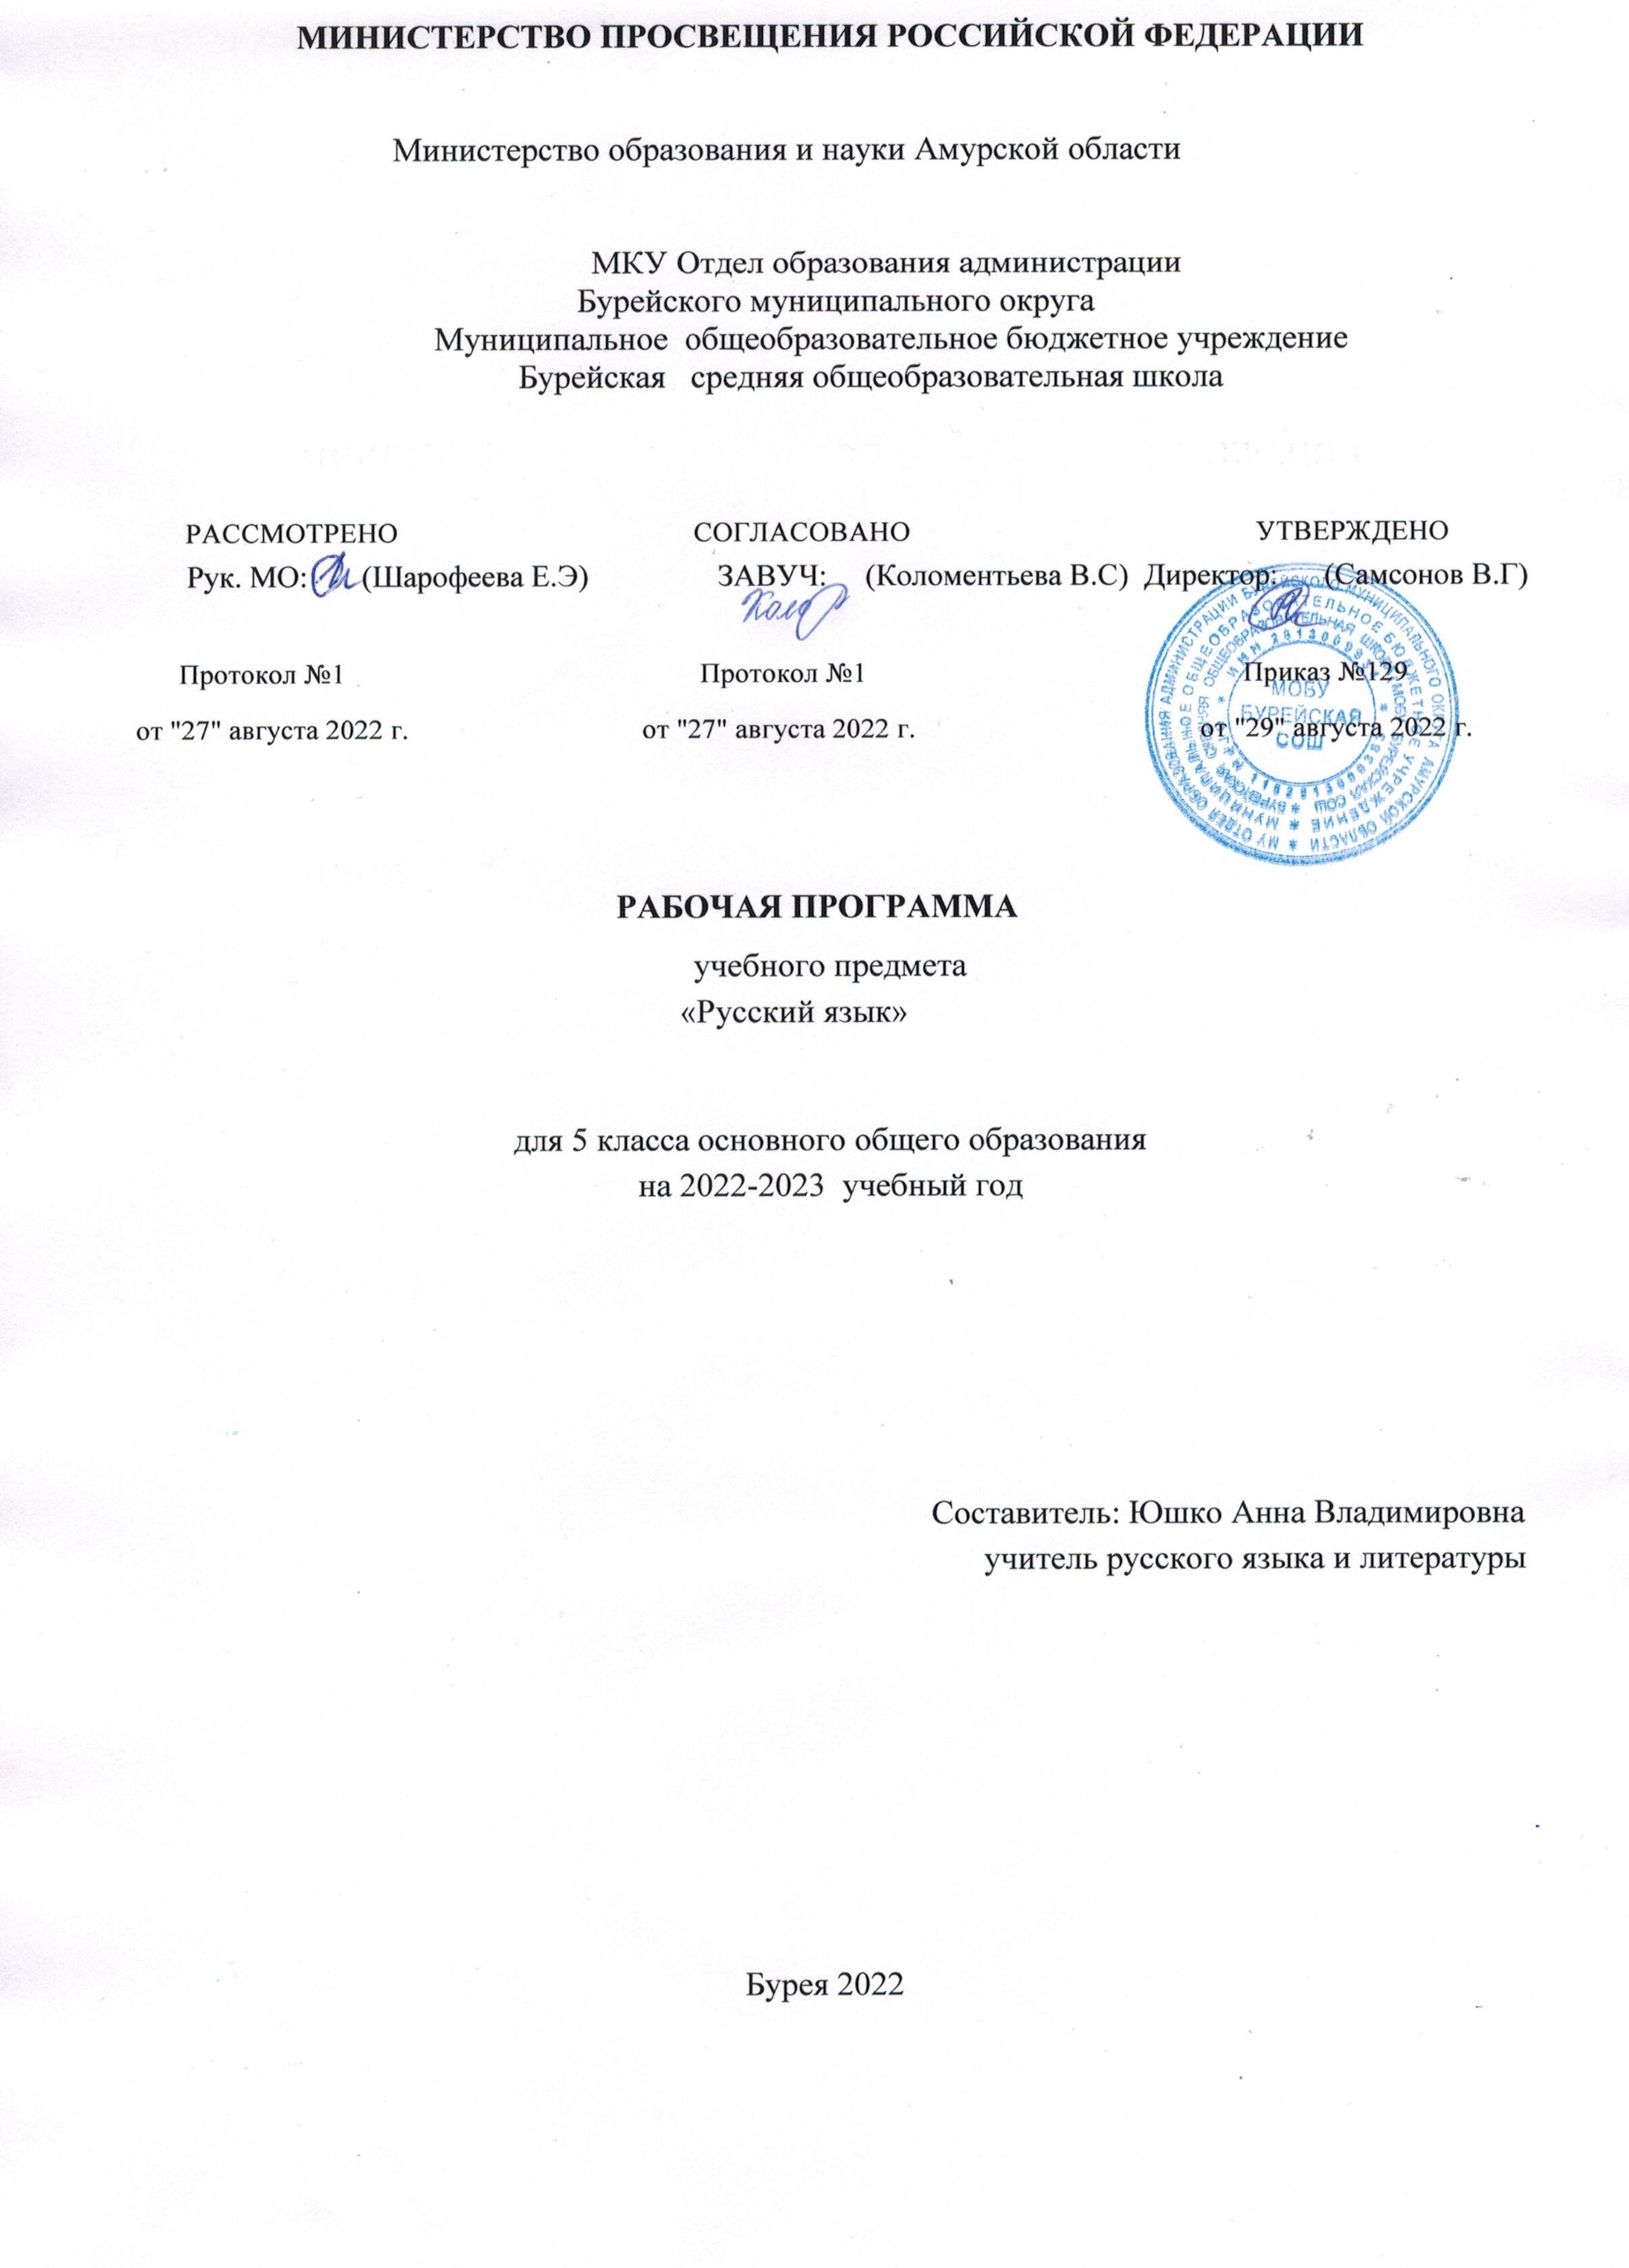 МИНИСТЕРСТВО ПРОСВЕЩЕНИЯ РОССИЙСКОЙ ФЕДЕРАЦИИ
Министерство образования и науки Амурской области
МКУ Отдел образования администрации
Бурейского муниципального округа
Муниципальное общеобразовательное бюджетное учреждение
Бурейская средняя общеобразовательная школа
РАССМОТРЕНО СОГЛАСОВАНО УТВЕРЖДЕНО
Рук. МО: (Шарофеева Е.Э) ЗАВУЧ: (Коломентьева В.С) Директор: (Самсонов В.Г)
Протокол №1 Протокол №1 Приказ №129
от "27" августа 2022 г. от "27" августа 2022 г. от "29" августа 2022 г.
МОБУ
БУРЕЙСКАЯ
СОШ
РАБОЧАЯ ПРОГРАММА
учебного предмета
«Русский язык»
для 5 класса основного общего образования
на 2022-2023 учебный год
Составитель: Юшко Анна Владимировна
учитель русского языка и литературы
Бурея 2022